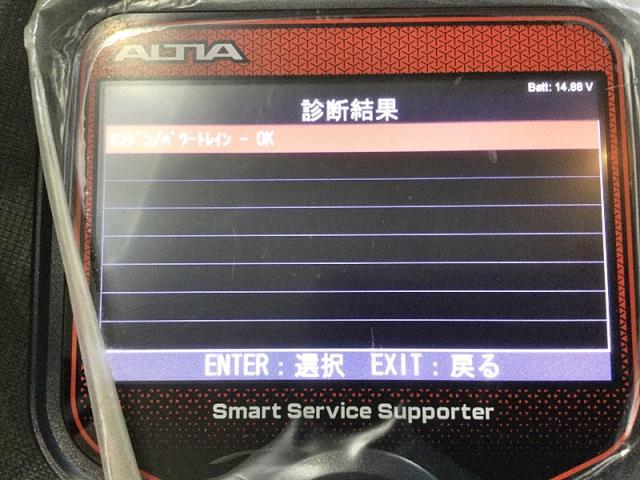 ALTIA
Batt: 14.88 V
診断結果
ｴﾝｼﾞﾝ/ﾊﾟﾜｰﾄﾚｲﾝ - OK
ENTER：選択 EXIT：戻る
Smart Service Supporter